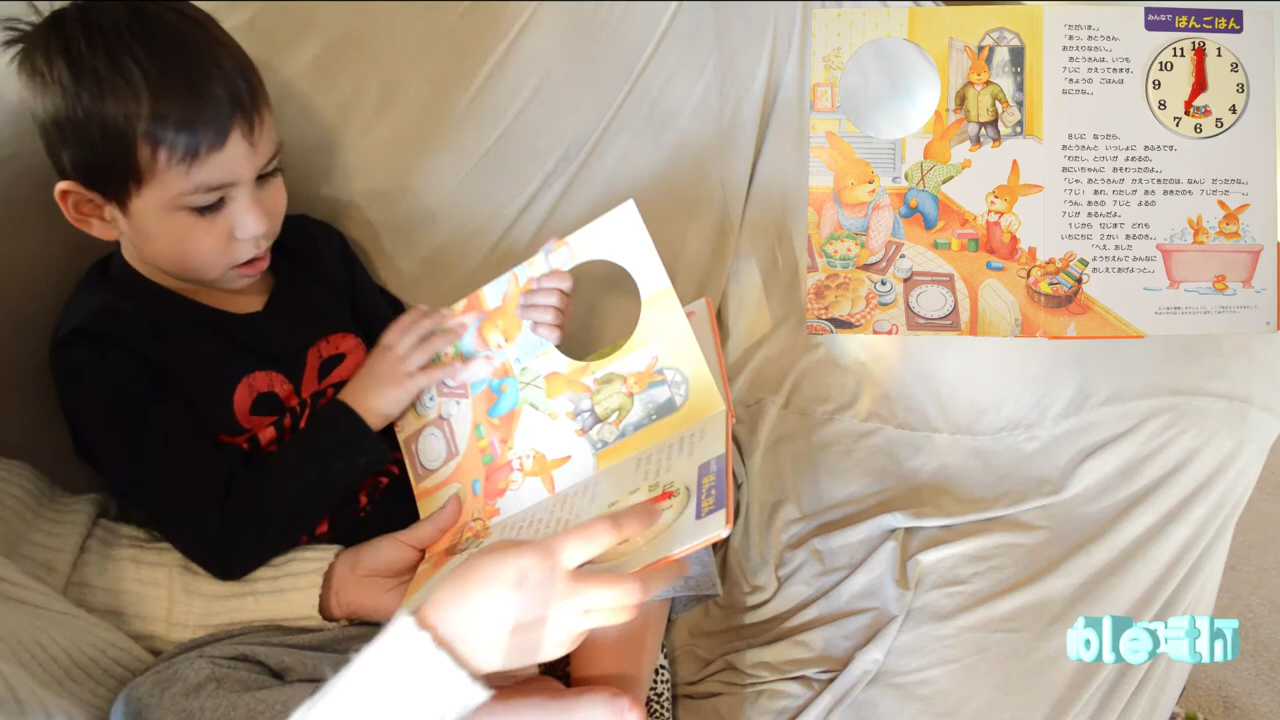 みんなで ばんごはん
「ただいま。」
「あっ、おとうさん、
おかえりなさい。」
おとうさんは、いつも
7じに かえってきます。
「きょうの ごはんは
なにかな。」
11 12 1
10 2
9 3
8 4
7 6 5
8じに なったら、
おとうさんと いっしょに おふろです。
「わたし、とけいが よめるの。
おにいちゃんに おそわったのよ。」
「じゃ、おとうさんが かえってきたのは、なんじ だったかな。」
「7じ! あれ、わたしが あさ おきたのも 7じだった……。」
「うん、あさの 7じと よるの
7じが あるんだよ。
1じから 12じまで どれも
いちにちに 2かい あるのさ。」
「へえ、あした
ようちえんで みんなに
おしえてあげよっと。」